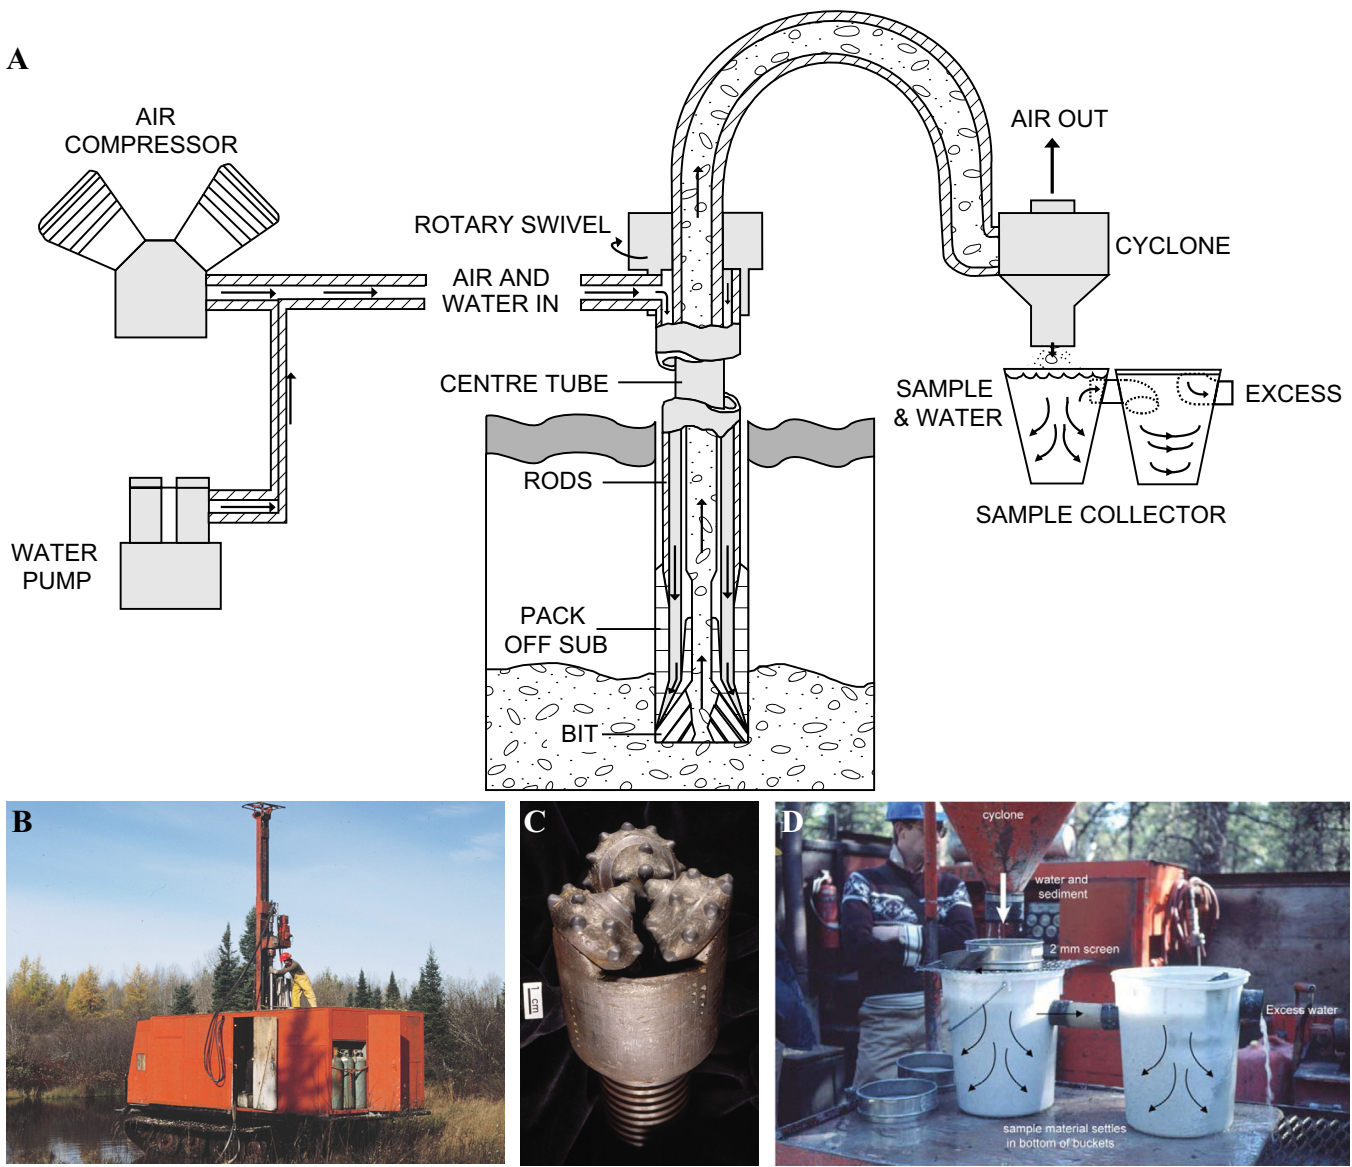 A
AIR
COMPRESSOR
AIR OUT
ROTARY SWIVEL
CYCLONE
AIR AND
WATER IN
CENTRE TUBE
SAMPLE
& WATER
EXCESS
RODS
SAMPLE COLLECTOR
WATER
PUMP
PACK
OFF SUB
BIT
B
C
1 cm
D
cyclone
water and
sediment
2 mm screen
Excess water
sample material settles
in bottom of buckets